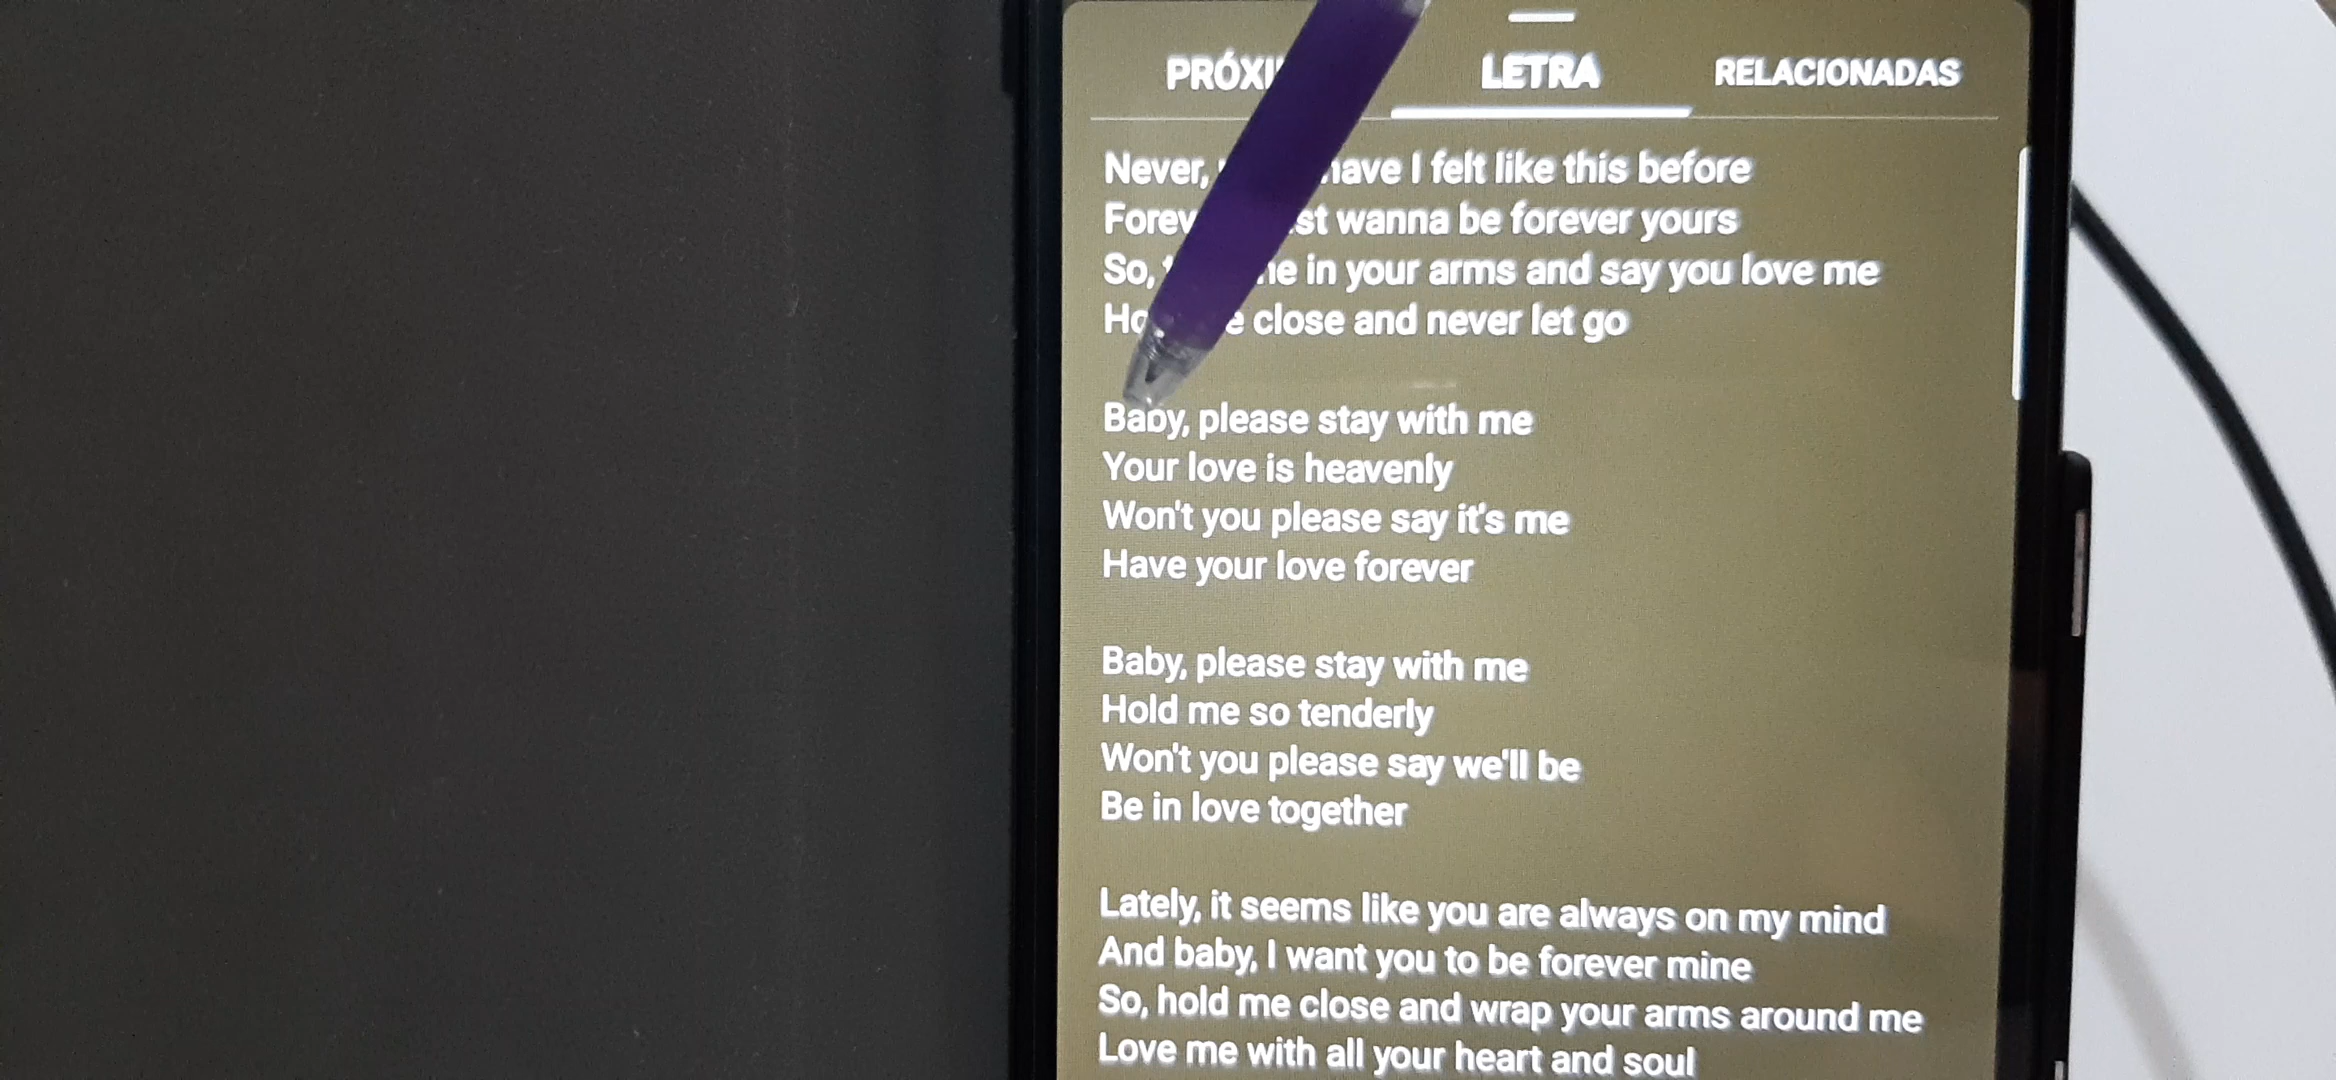 LETRA
RELACIONADAS
Never, have I felt like this before
wanna be forever yours
So, in your arms and say you love me
close and never let go
Baby, please stay with me
Your love is heavenly
Won't you please say it's me
Have your love forever
Baby, please stay with me
Hold me so tenderly
Won't you please say we'll be
Be in love together
Lately, it seems like you are always on my mind
And baby, I want you to be forever mine
So, hold me close and wrap your arms around me
Love me with all your heart and soul